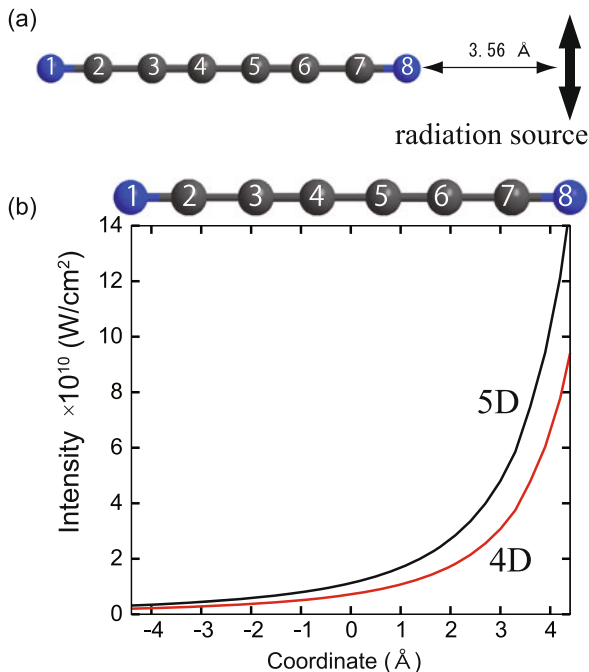 (a)
1 2 3 4 5 6 7 8
3.56 Å
radiation source
1 2 3 4 5 6 7 8
(b)
14
12
10
8
6
4
2
0
Intensity ×10¹⁰ (W/cm²)
5D
4D
-4 -3 -2 -1 0 1 2 3 4
Coordinate (Å)